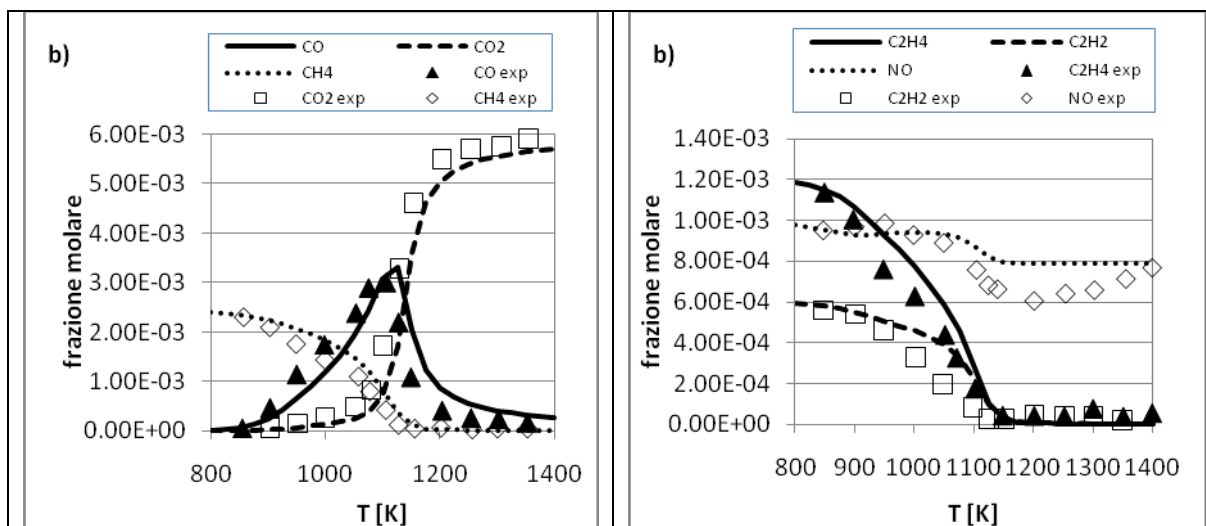 b)
CO
CO2
CH4
CO exp
CO2 exp
CH4 exp
frazione molare
6.00E-03
5.00E-03
4.00E-03
3.00E-03
2.00E-03
1.00E-03
0.00E+00
800
1000
1200
1400
T [K]
b)
C2H4
C2H2
NO
C2H4 exp
C2H2 exp
NO exp
frazione molare
1.40E-03
1.20E-03
1.00E-03
8.00E-04
6.00E-04
4.00E-04
2.00E-04
0.00E+00
800
900
1000
1100
1200
1300
1400
T [K]